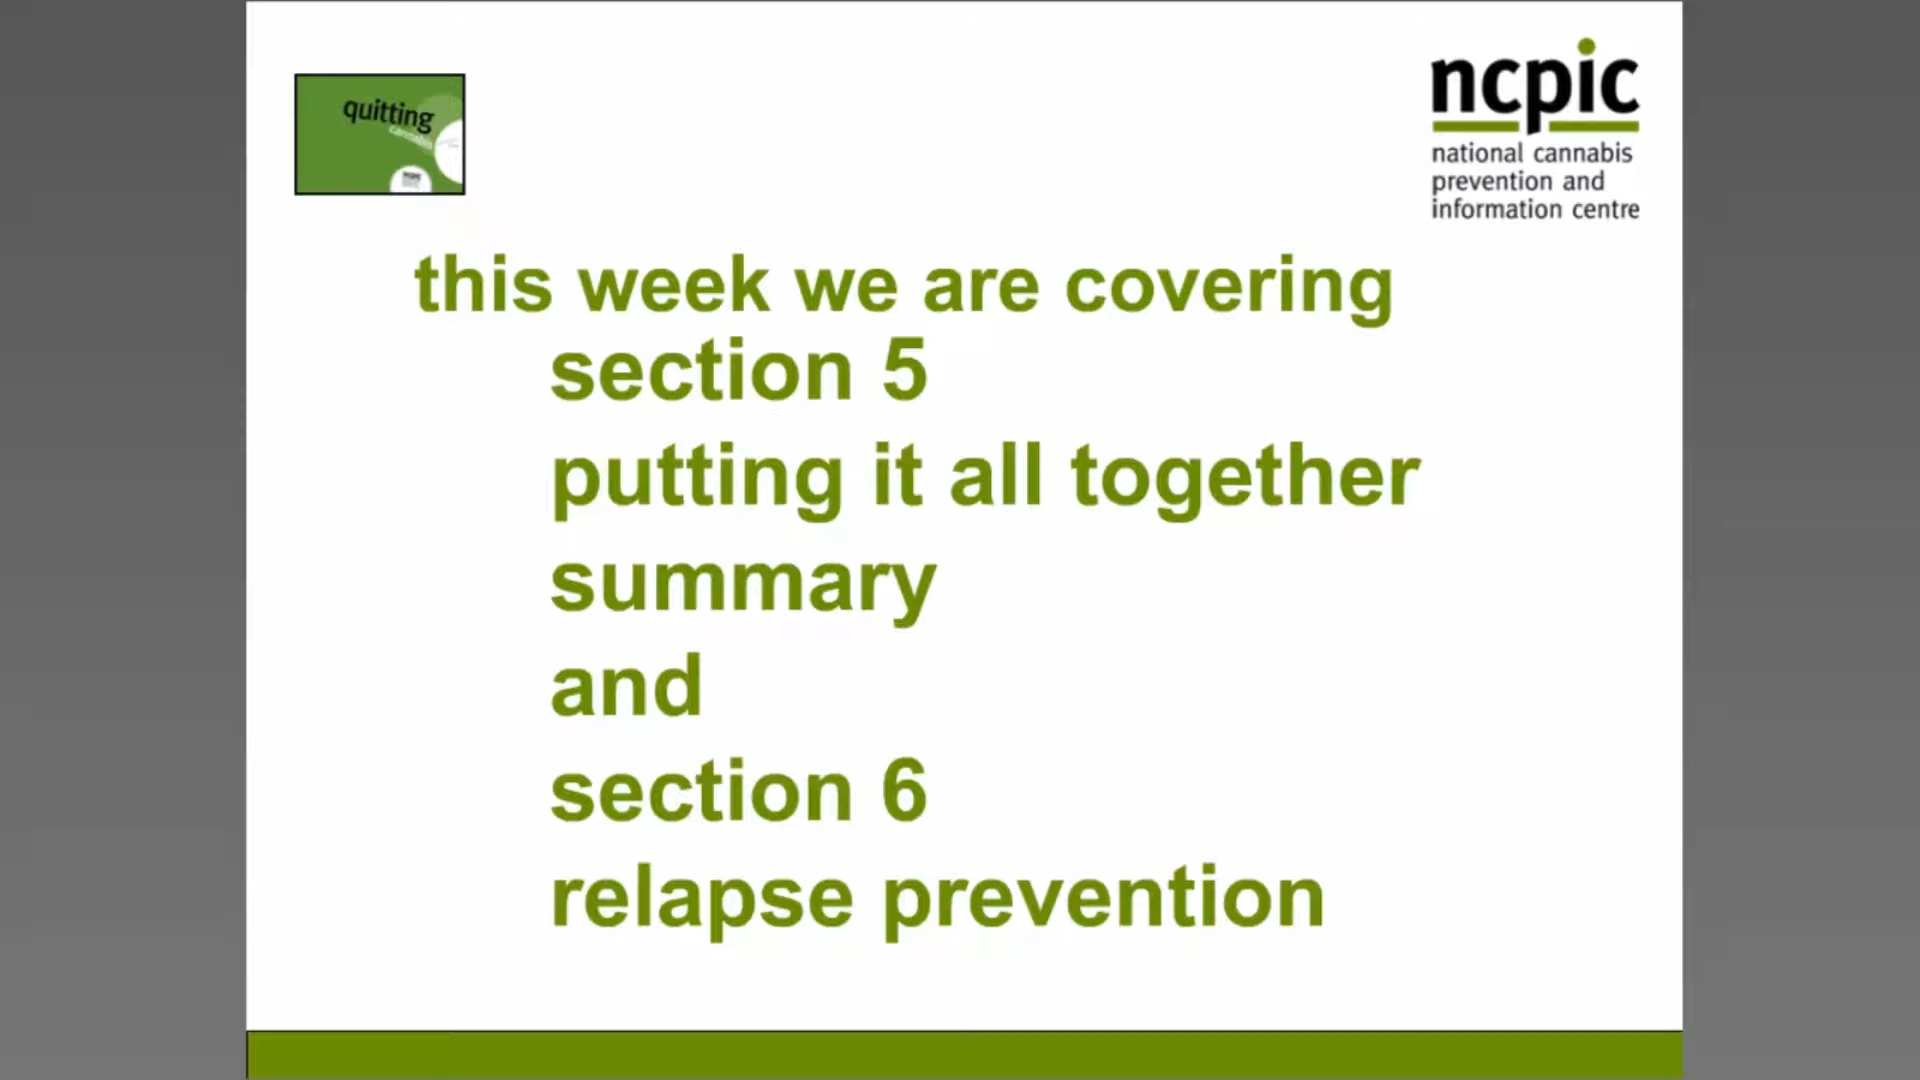 quitting
cannabis
ncpic
national cannabis
prevention and
information centre
this week we are covering
section 5
putting it all together
summary
and
section 6
relapse prevention